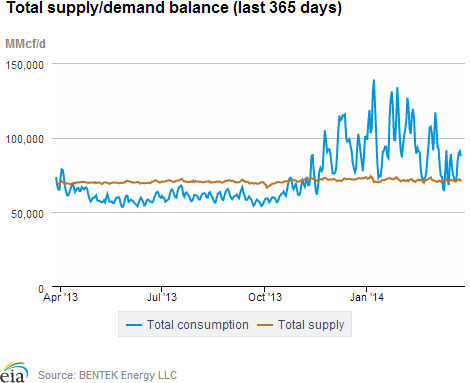 Total supply/demand balance (last 365 days)
MMcf/d
150,000
100,000
50,000
0
Apr '13 Jul '13 Oct '13 Jan '14
Total consumption Total supply
eia Source: BENTEK Energy LLC